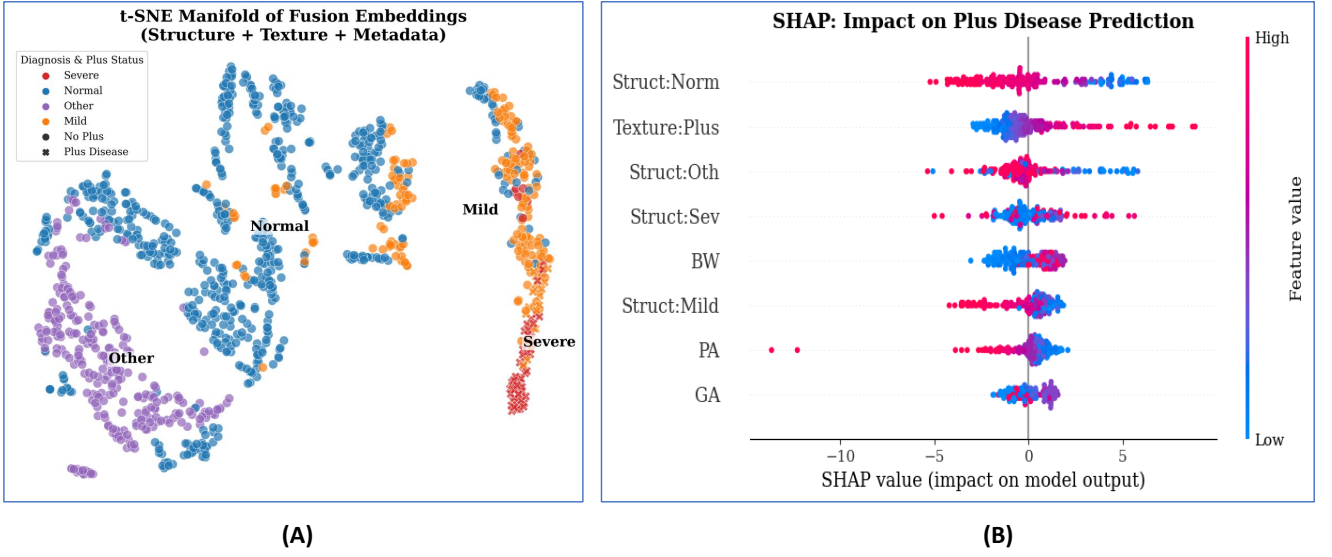 t-SNE Manifold of Fusion Embeddings
(Structure + Texture + Metadata)
Diagnosis & Plus Status
Severe
Normal
Other
Mild
No Plus
Plus Disease
Normal
Mild
Other
Severe
(A)
SHAP: Impact on Plus Disease Prediction
Struct:Norm
Texture:Plus
Struct:Oth
Struct:Sev
BW
Struct:Mild
PA
GA
−10
−5
0
5
SHAP value (impact on model output)
High
Feature value
Low
(B)